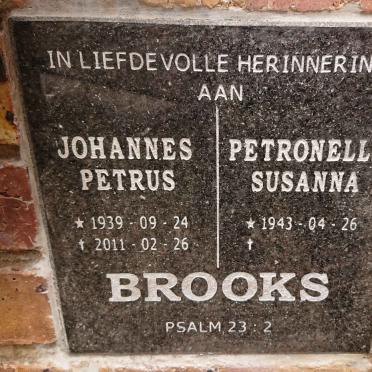 IN LIEFDEVOLLE HERINNERIN
AAN
JOHANNES
PETRUS
★ 1939 - 09 - 24
† 2011 - 02 - 26
PETRONELL
SUSANNA
★ 1943 - 04 - 26
†
BROOKS
PSALM 23 : 2